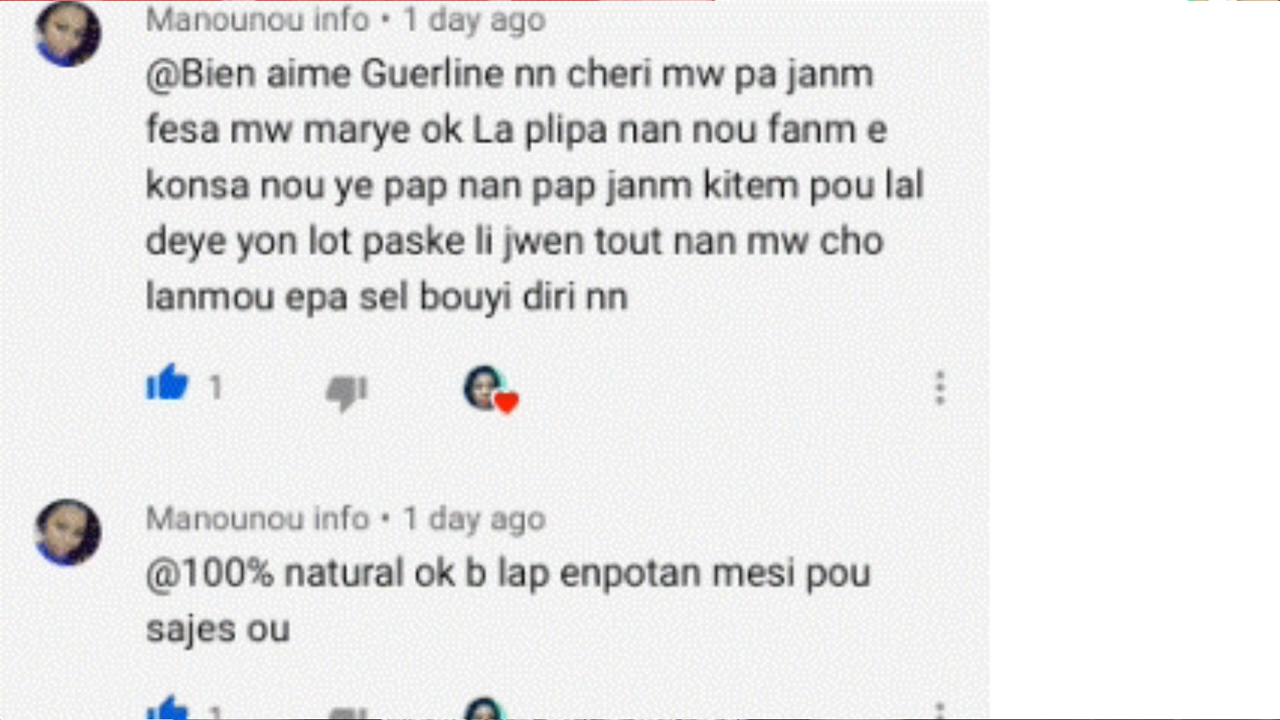 Manounou info • 1 day ago
@Bien aime Guerline nn cheri mw pa janm
fesa mw marye ok La plipa nan nou fanm e
konsa nou ye pap nan pap janm kitem pou lal
deye yon lot paske li jwen tout nan mw cho
lanmou epa sel bouyi diri nn
1
Manounou info • 1 day ago
@100% natural ok b lap enpotan mesi pou
sajes ou
1